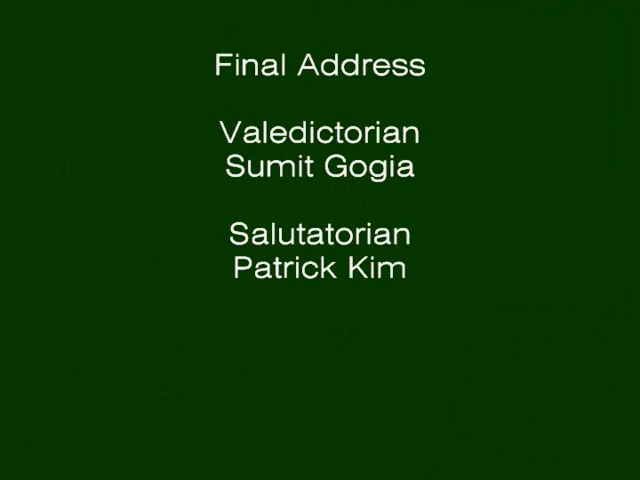 Final Address
Valedictorian
Sumit Gogia
Salutatorian
Patrick Kim